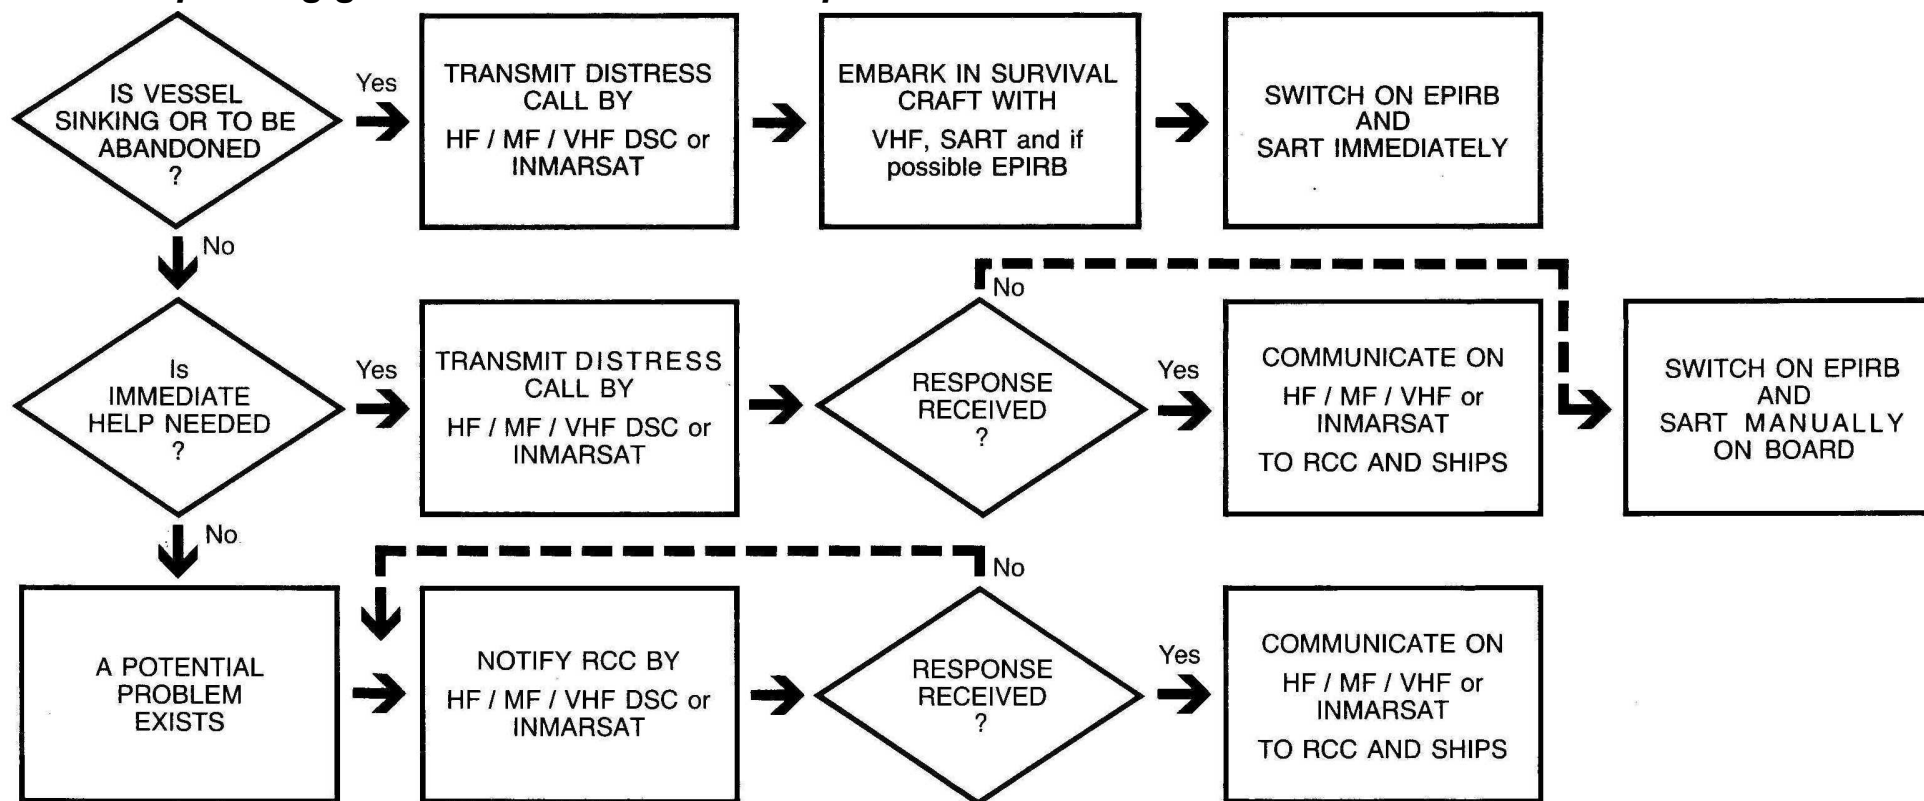 IS VESSEL
SINKING OR TO BE
ABANDONED
?
Yes
TRANSMIT DISTRESS
CALL BY
HF / MF / VHF DSC or
INMARSAT
EMBARK IN SURVIVAL
CRAFT WITH
VHF, SART and if
possible EPIRB
SWITCH ON EPIRB
AND
SART IMMEDIATELY
No
Is
IMMEDIATE
HELP NEEDED
?
Yes
TRANSMIT DISTRESS
CALL BY
HF / MF / VHF DSC or
INMARSAT
RESPONSE
RECEIVED
?
No
Yes
COMMUNICATE ON
HF / MF / VHF or
INMARSAT
TO RCC AND SHIPS
SWITCH ON EPIRB
AND
SART MANUALLY
ON BOARD
No
A POTENTIAL
PROBLEM
EXISTS
NOTIFY RCC BY
HF / MF / VHF DSC or
INMARSAT
RESPONSE
RECEIVED
?
No
Yes
COMMUNICATE ON
HF / MF / VHF or
INMARSAT
TO RCC AND SHIPS